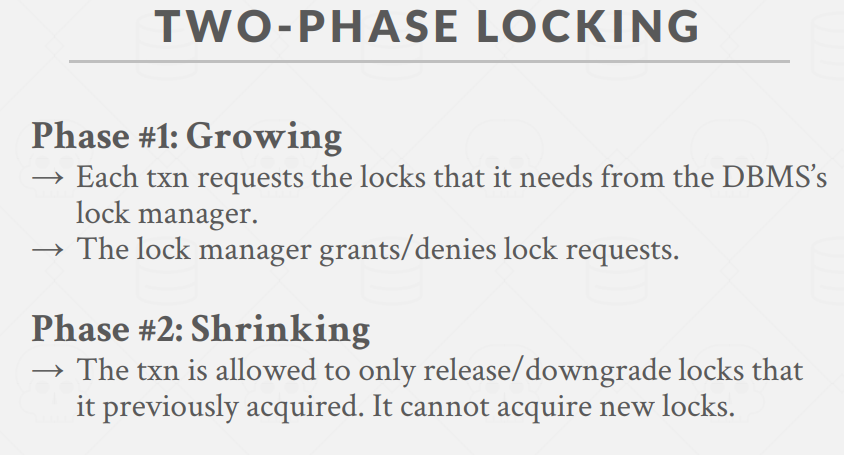 TWO-PHASE LOCKING
Phase #1: Growing
→ Each txn requests the locks that it needs from the DBMS’s
lock manager.
→ The lock manager grants/denies lock requests.
Phase #2: Shrinking
→ The txn is allowed to only release/downgrade locks that
it previously acquired. It cannot acquire new locks.